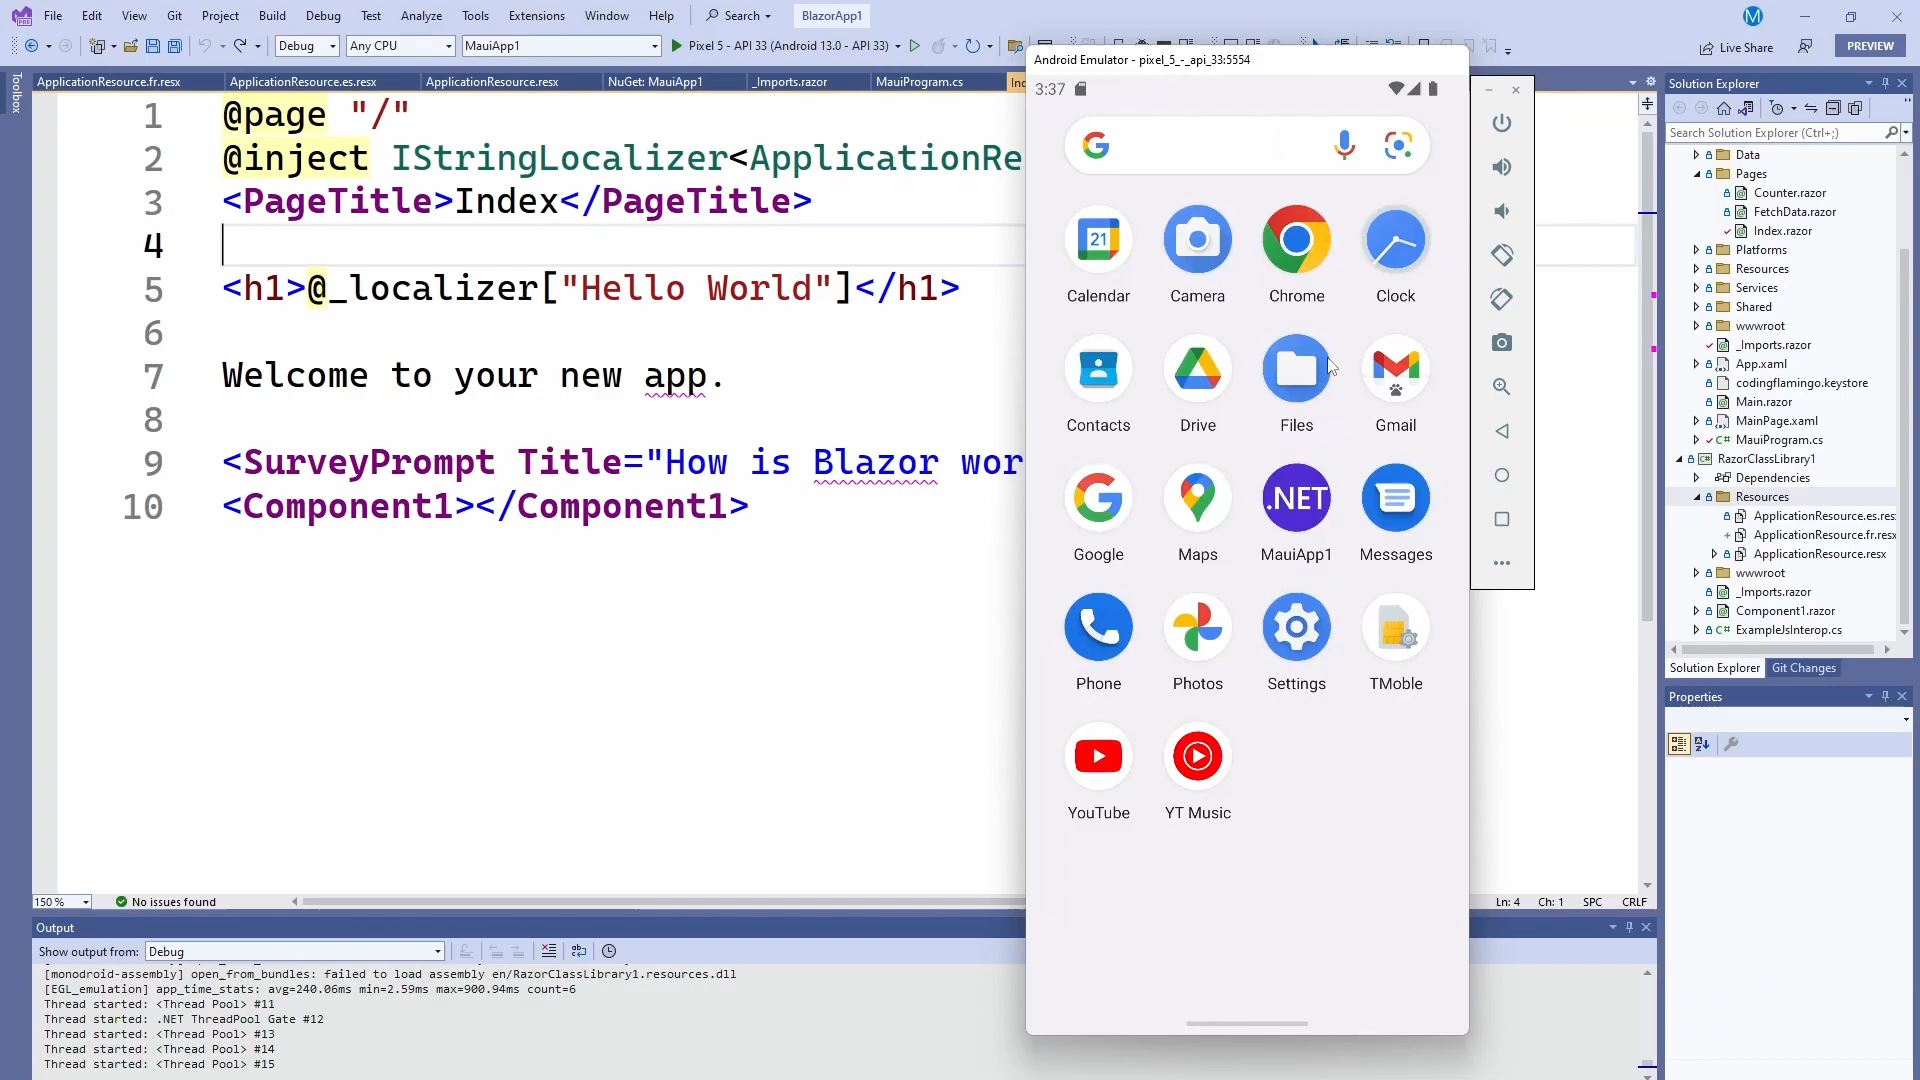 File Edit View Git Project Build Debug Test Analyze Tools Extensions Window Help Search BlazorApp1 M
Debug Any CPU MauiApp1 Pixel 5 - API 33 (Android 13.0 - API 33) Live Share PREVIEW
Toolbox
ApplicationResource.fr.resx ApplicationResource.es.resx ApplicationResource.resx NuGet: MauiApp1 _Imports.razor MauiProgram.cs
1 @page "/"
2 @inject IStringLocalizer<ApplicationRe
3 <PageTitle>Index</PageTitle>
4
5 <h1>@_localizer["Hello World"]</h1>
6
7 Welcome to your new app.
8
9 <SurveyPrompt Title="How is Blazor wor
10 <Component1></Component1>
150 % No issues found Ln: 4 Ch: 1 SPC CRLF
Output
Show output from: Debug
[monodroid-assembly] open_from_bundles: failed to load assembly en/RazorClassLibrary1.resources.dll
[EGL_emulation] app_time_stats: avg=240.06ms min=2.59ms max=900.94ms count=6
Thread started: <Thread Pool> #11
Thread started: .NET ThreadPool Gate #12
Thread started: <Thread Pool> #13
Thread started: <Thread Pool> #14
Thread started: <Thread Pool> #15
Android Emulator - pixel_5_-_api_33:5554
3:37
21
Calendar Camera Chrome Clock
Contacts Drive Files Gmail
.NET
Google Maps MauiApp1 Messages
Phone Photos Settings TMoble
YouTube YT Music
Solution Explorer
Search Solution Explorer (Ctrl+;)
Data
Pages
Counter.razor
FetchData.razor
Index.razor
Platforms
Resources
Services
Shared
wwwroot
_Imports.razor
App.xaml
codingflamingo.keystore
Main.razor
MainPage.xaml
C# MauiProgram.cs
RazorClassLibrary1
Dependencies
Resources
ApplicationResource.es.res
ApplicationResource.fr.resx
ApplicationResource.resx
wwwroot
_Imports.razor
Component1.razor
C# ExampleJsInterop.cs
Solution Explorer Git Changes
Properties